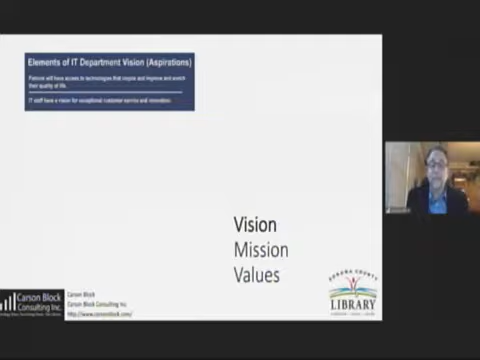 Elements of IT Department Vision (Aspirations)
Patrons will have access to technologies that inspire and improve and enrich
their quality of life.
IT staff have a vision for exceptional customer service and innovation.
Vision
Mission
Values
Carson Block
Consulting Inc.
Carson Block
Carson Block Consulting Inc.
http://www.carsonblock.com/
SONOMA COUNTY
LIBRARY